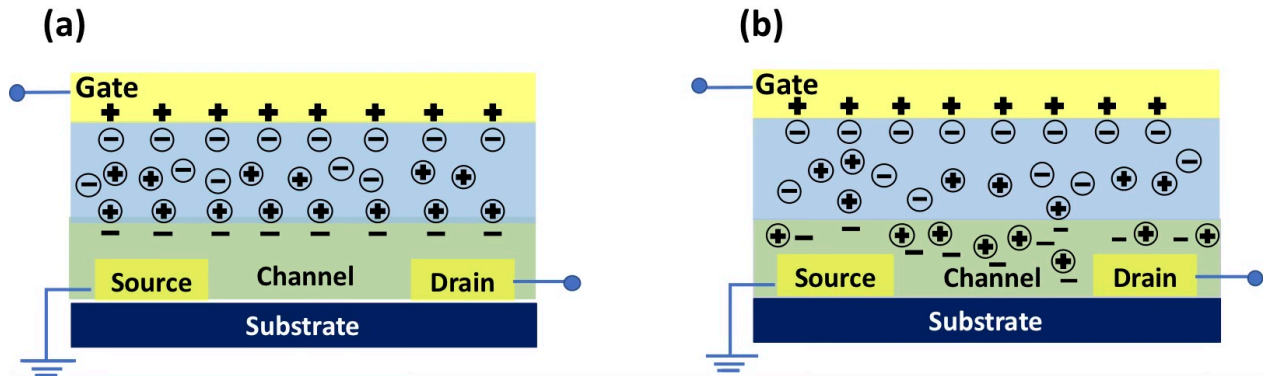 (a)
Gate
Source
Channel
Drain
Substrate
(b)
Gate
Source
Channel
Drain
Substrate